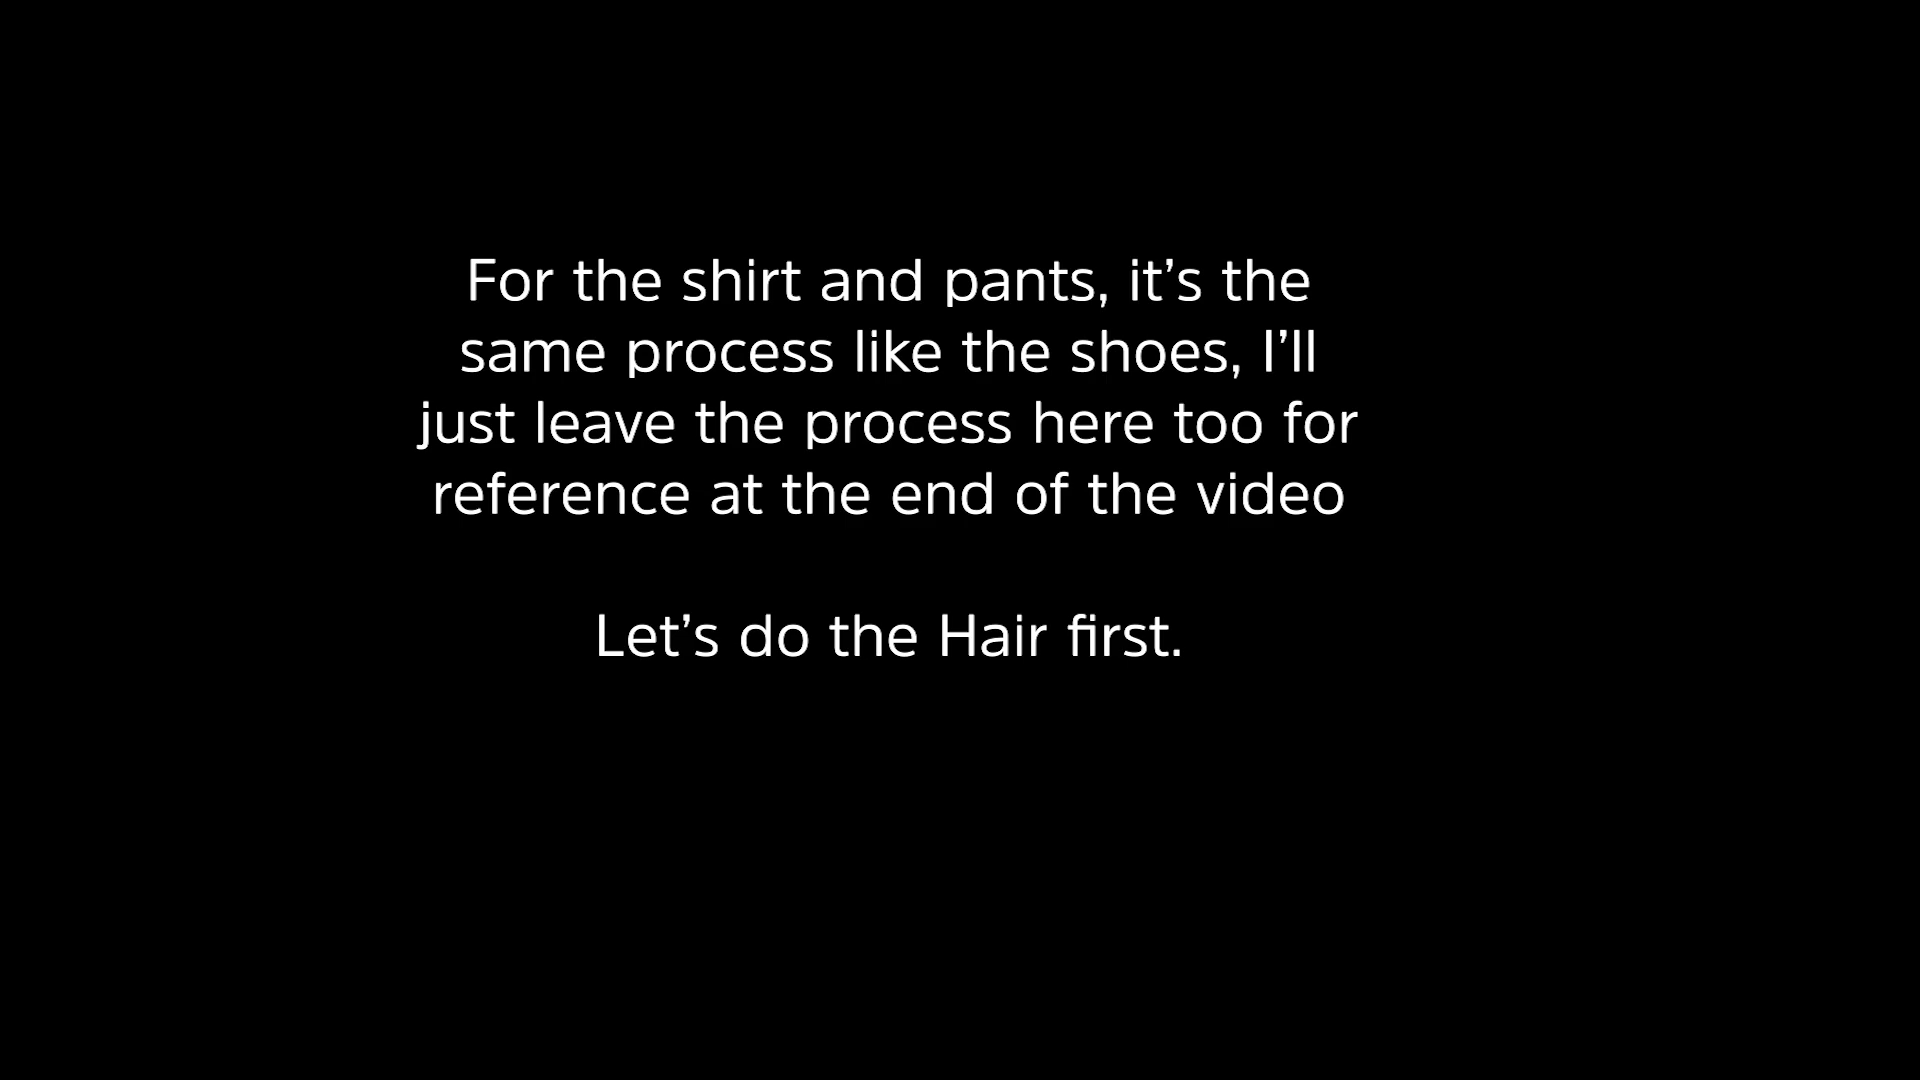 For the shirt and pants, it’s the
same process like the shoes, I’ll
just leave the process here too for
reference at the end of the video
Let’s do the Hair first.